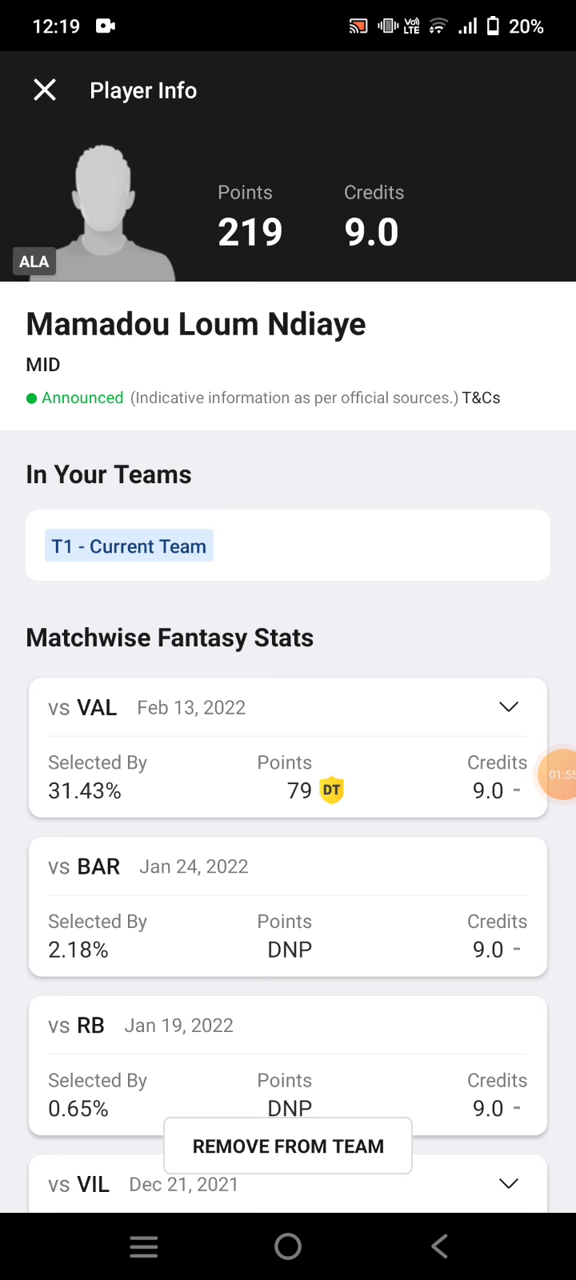 12:19 Vo) LTE 20%
Player Info
Points Credits
219 9.0
ALA
Mamadou Loum Ndiaye
MID
Announced (Indicative information as per official sources.) T&Cs
In Your Teams
T1 - Current Team
Matchwise Fantasy Stats
vs VAL Feb 13, 2022
Selected By Points Credits
31.43% 79 DT 9.0 -
01:55
vs BAR Jan 24, 2022
Selected By Points Credits
2.18% DNP 9.0 -
vs RB Jan 19, 2022
Selected By Points Credits
0.65% DNP 9.0 -
REMOVE FROM TEAM
vs VIL Dec 21, 2021